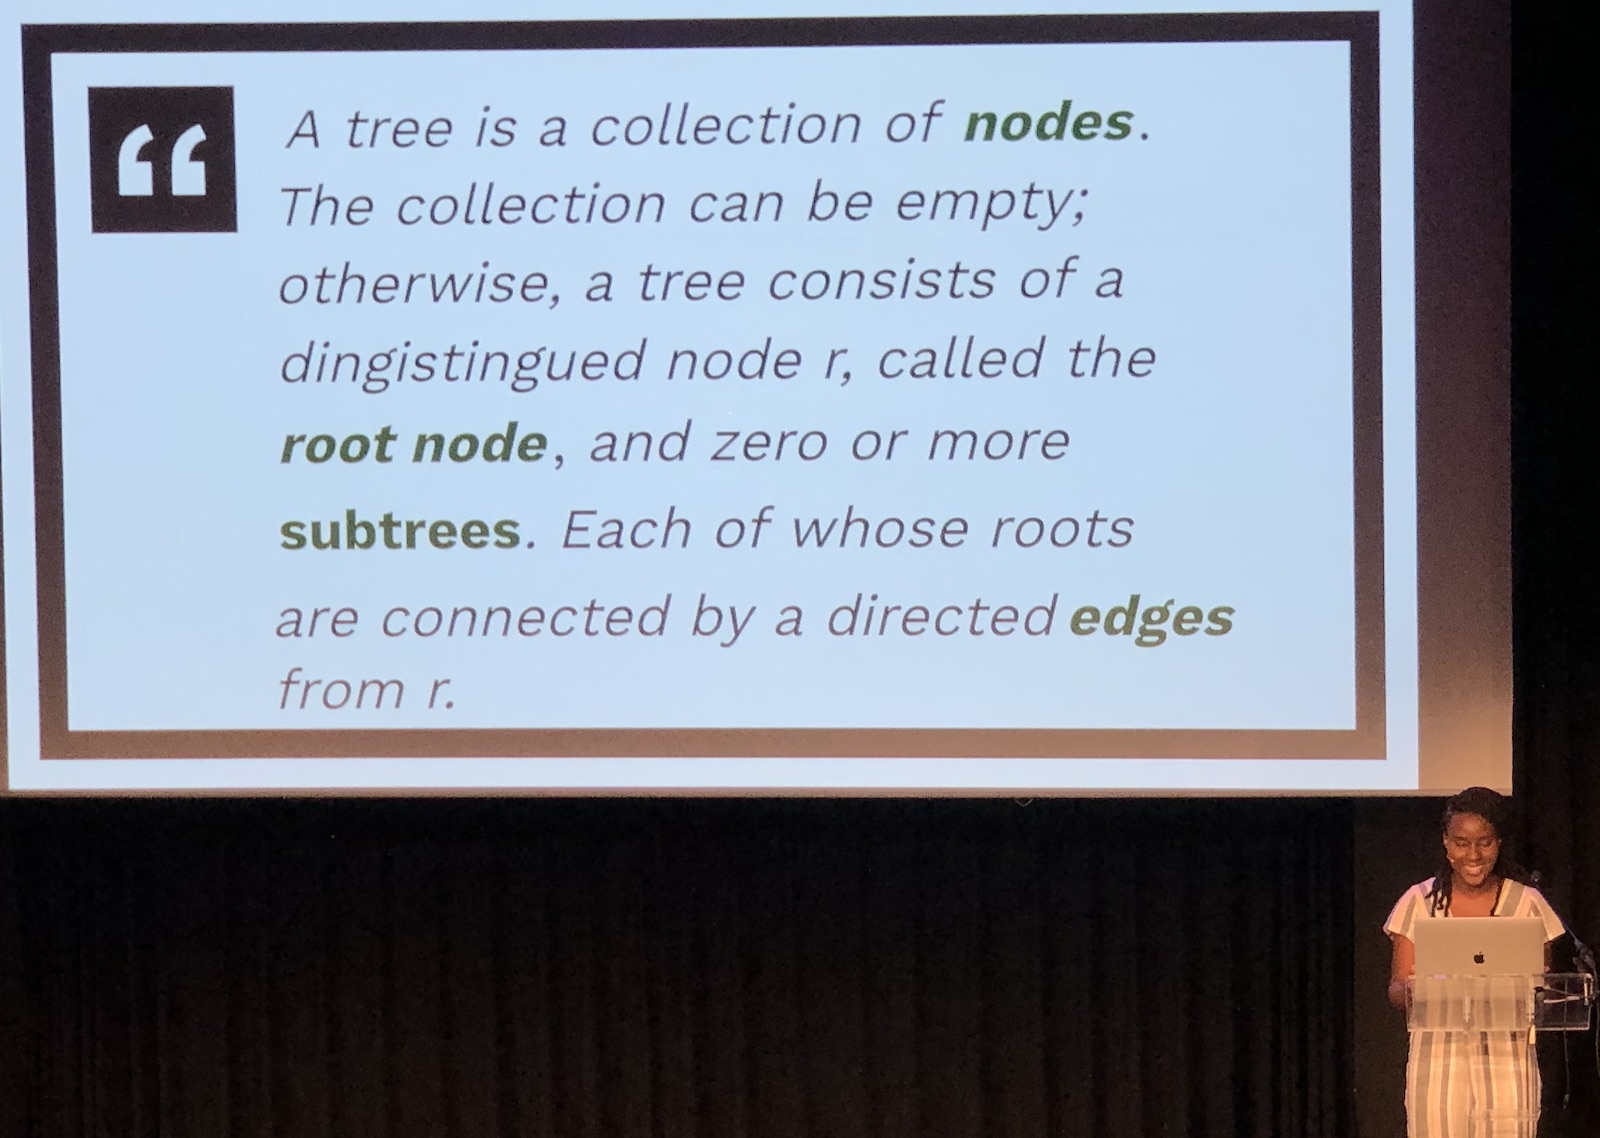 A tree is a collection of nodes.
The collection can be empty;
otherwise, a tree consists of a
dingistingued node r, called the
root node, and zero or more
subtrees. Each of whose roots
are connected by a directed edges
from r.